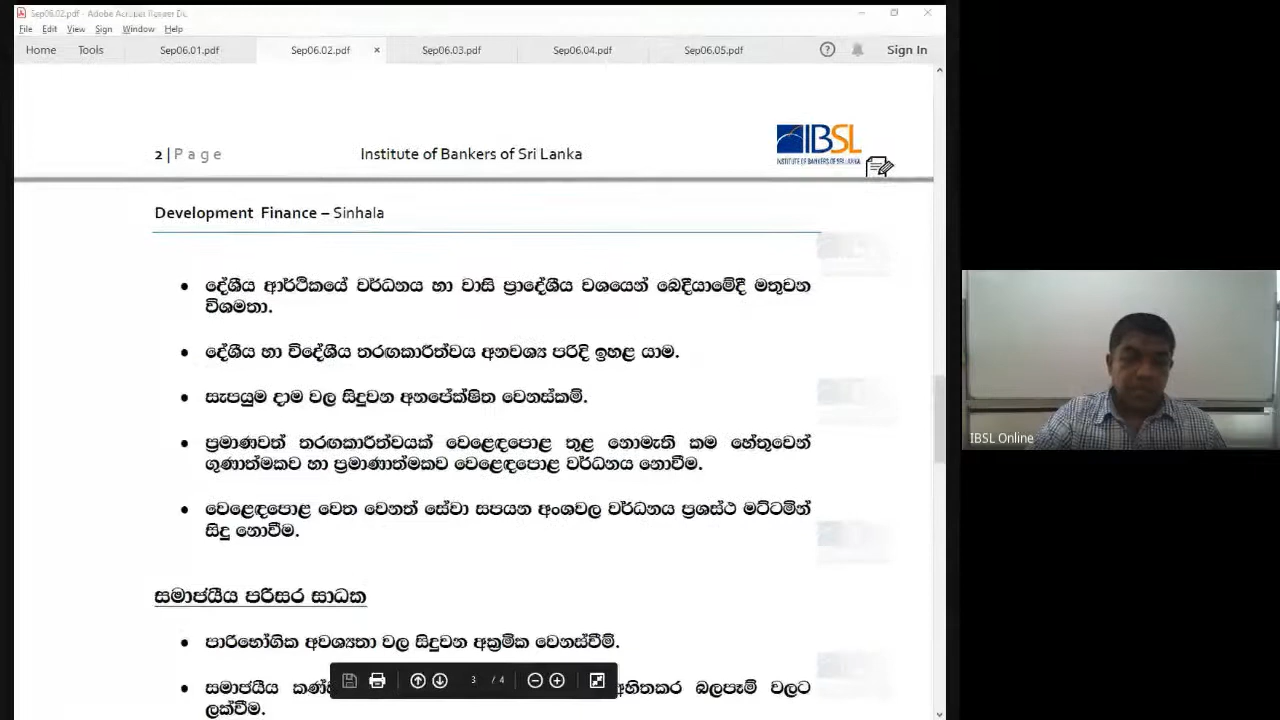 Sep06.02.pdf - Adobe Acrobat Reader DC
File Edit View Sign Window Help
Home Tools Sep06.01.pdf Sep06.02.pdf × Sep06.03.pdf Sep06.04.pdf Sep06.05.pdf ? Sign In
2 | Page Institute of Bankers of Sri Lanka IBSL
INSTITUTE OF BANKERS OF SRI LANKA
Development Finance – Sinhala
• දේශීය ආර්ථිකයේ වර්ධනය හා වාසි ප්‍රාදේශීය වශයෙන් බෙදියාමේදී මතුවන
විශමතා.
• දේශීය හා විදේශීය තරඟකාරීත්වය අනවශ්‍ය පරිදි ඉහළ යාම.
• සැපයුම දාම වල සිදුවන අනපේක්ෂිත වෙනස්කම්.
• ප්‍රමාණවත් තරඟකාරීත්වයක් වෙළෙඳපොළ තුළ නොමැති කම හේතුවෙන්
ගුණාත්මකව හා ප්‍රමාණාත්මකව වෙළෙඳපොළ වර්ධනය නොවීම.
• වෙළෙඳපොළ වෙත වෙනත් සේවා සපයන අංශවල වර්ධනය ප්‍රශස්ථ මට්ටමින්
සිදු නොවීම.
සමාජයීය පරිසර සාධක
• පාරිභෝගික අවශ්‍යතා වල සිදුවන අක්‍රමික වෙනස්වීම්.
• සමාජයීය අහිතකර බලපෑම් වලට
ලක්වීම.
3 / 4
IBSL Online